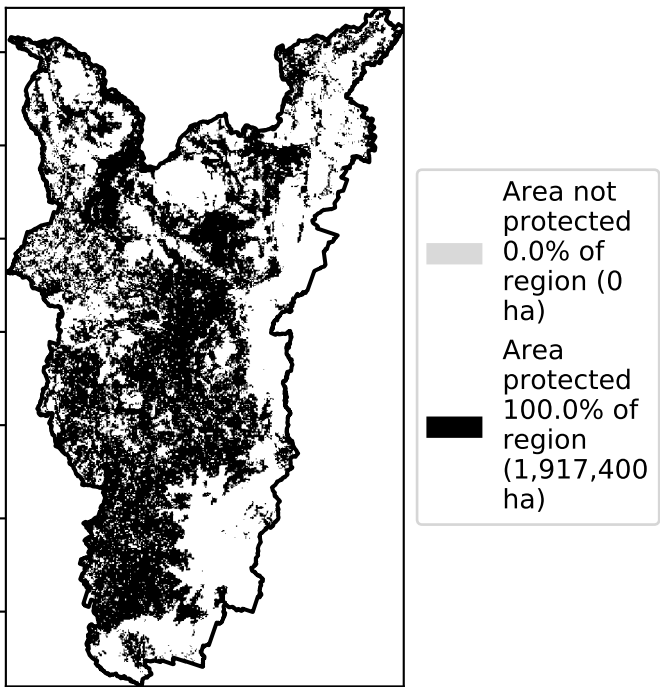 Area not
protected
0.0% of
region (0
ha)
Area
protected
100.0% of
region
(1,917,400
ha)